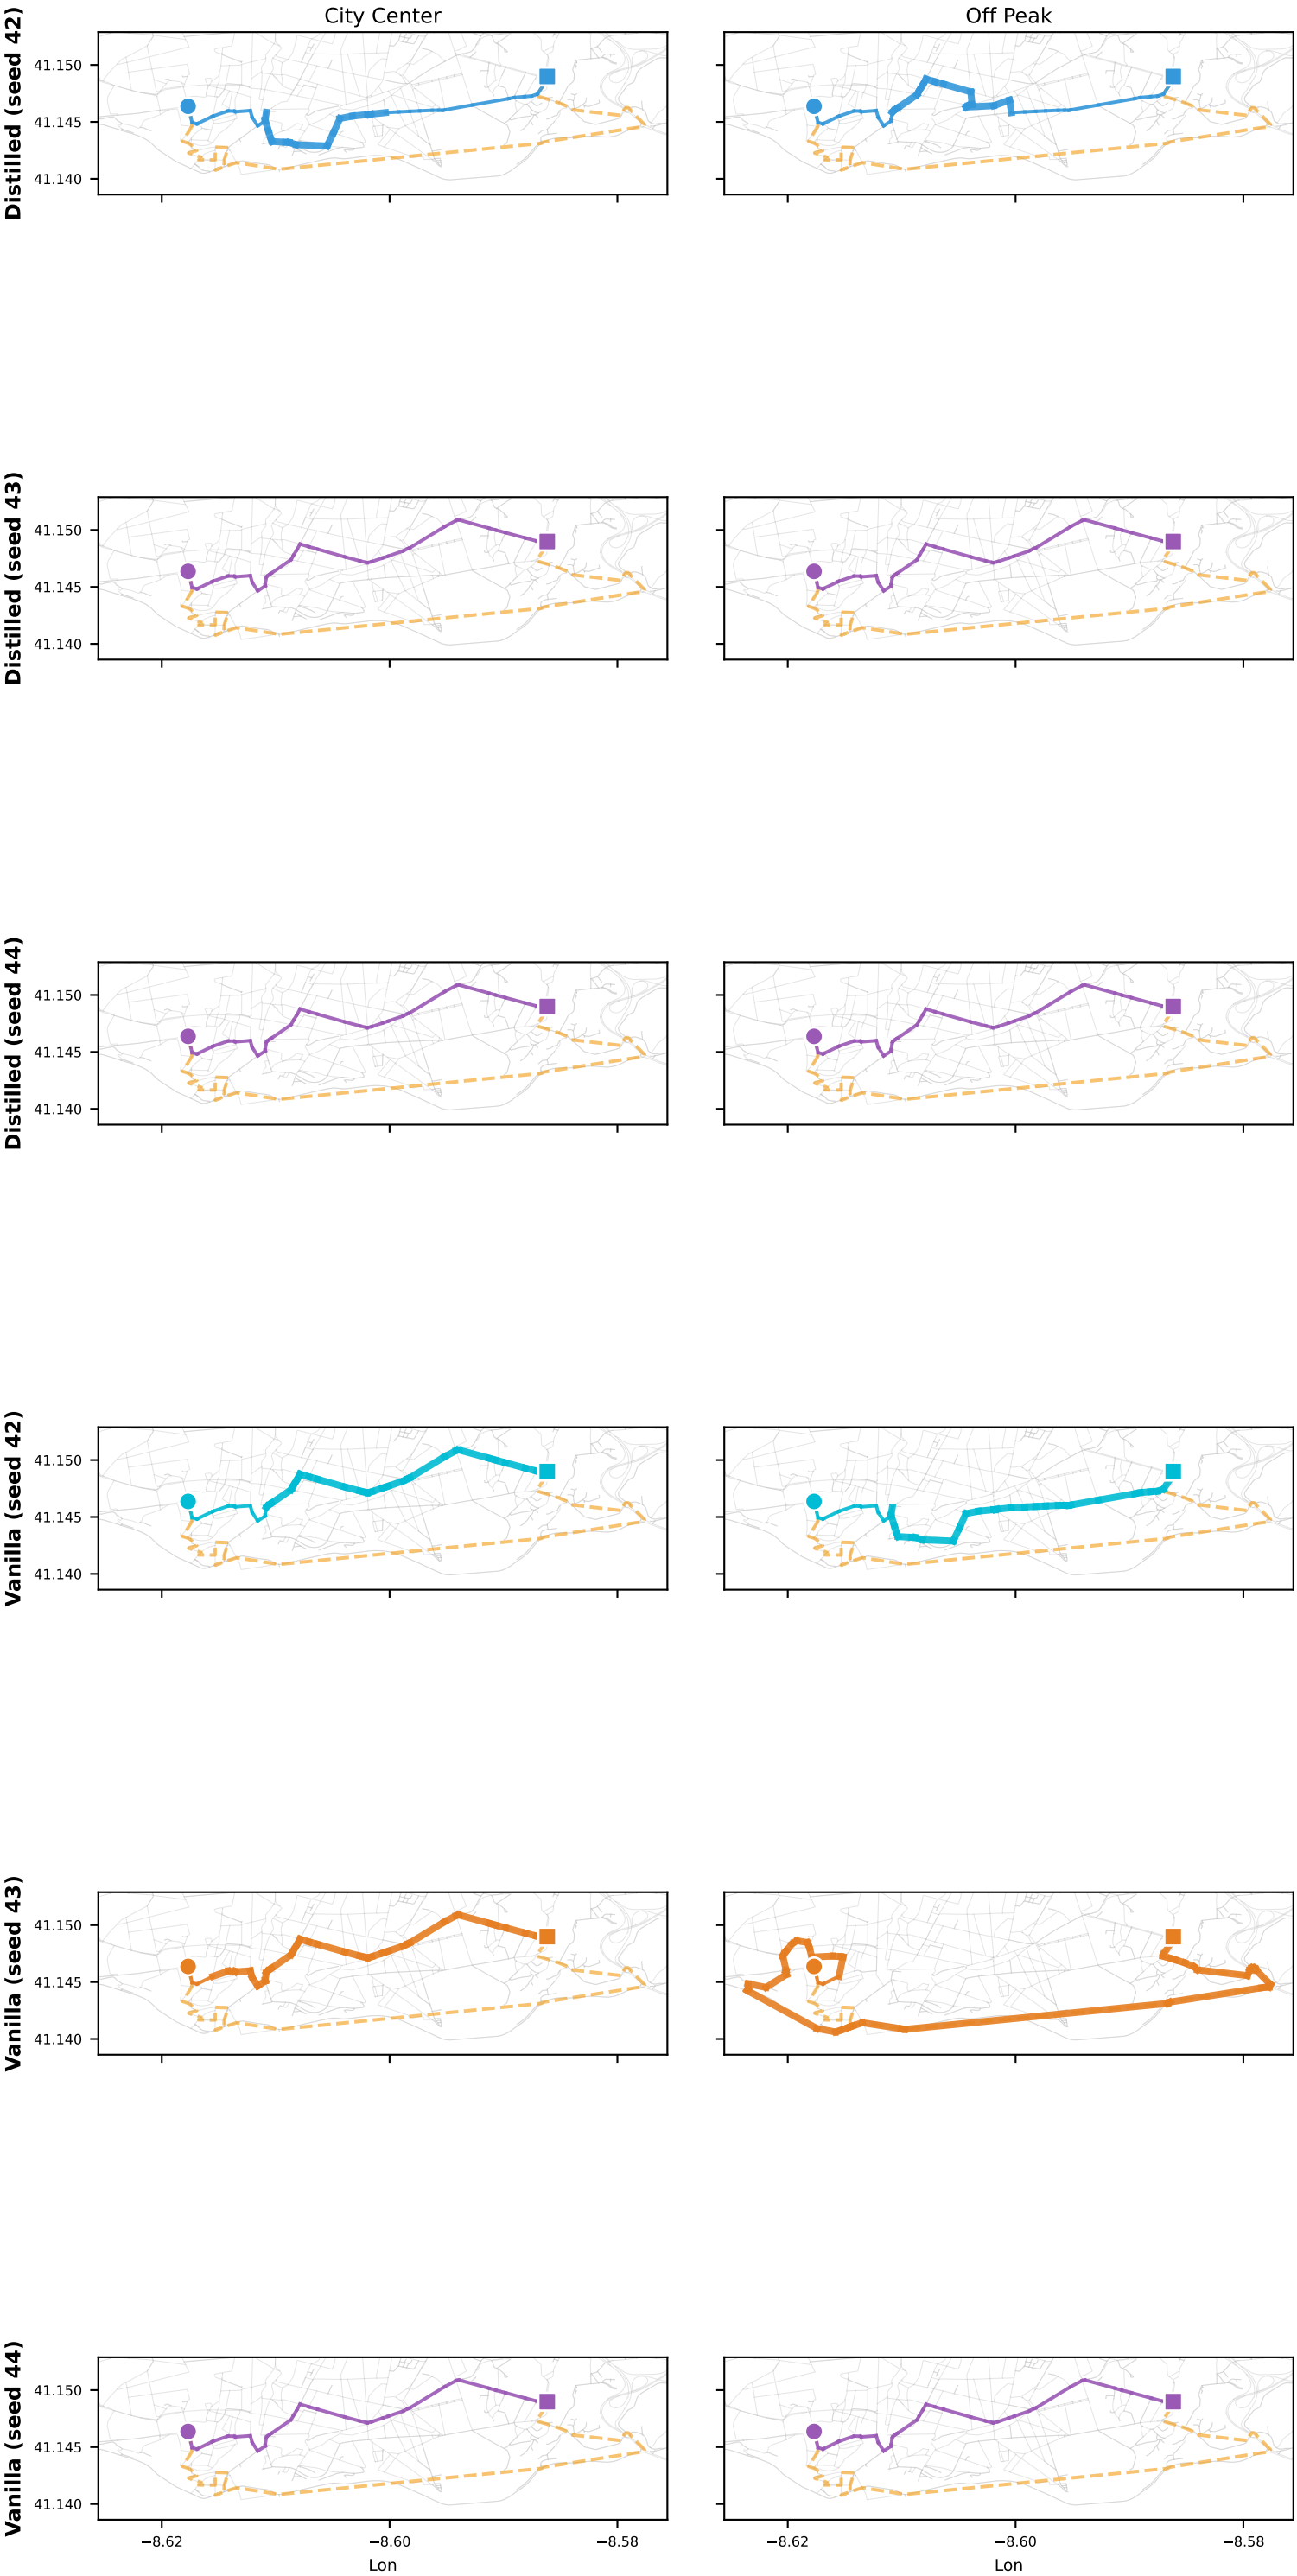 City Center
Off Peak
Distilled (seed 42)
41.150
41.145
41.140
Distilled (seed 43)
41.150
41.145
41.140
Distilled (seed 44)
41.150
41.145
41.140
Vanilla (seed 42)
41.150
41.145
41.140
Vanilla (seed 43)
41.150
41.145
41.140
Vanilla (seed 44)
41.150
41.145
41.140
−8.62
−8.60
−8.58
−8.62
−8.60
−8.58
Lon
Lon